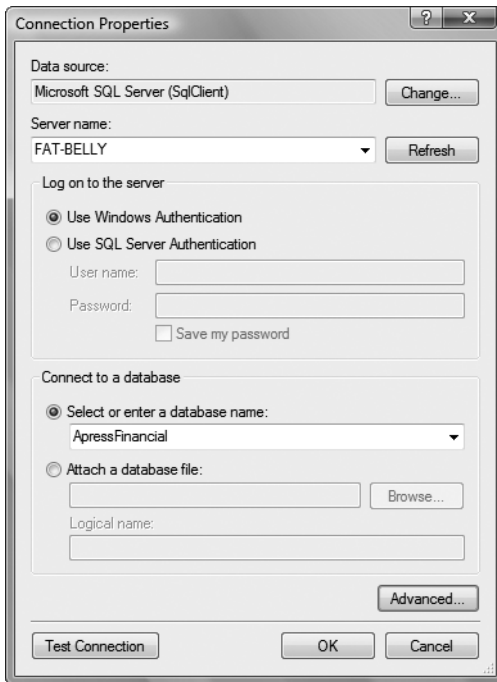 Connection Properties
?
X
Data source:
Microsoft SQL Server (SqlClient)
Change...
Server name:
FAT-BELLY
Refresh
Log on to the server
Use Windows Authentication
Use SQL Server Authentication
User name:
Password:
Save my password
Connect to a database
Select or enter a database name:
ApressFinancial
Attach a database file:
Browse...
Logical name:
Advanced...
Test Connection
OK
Cancel